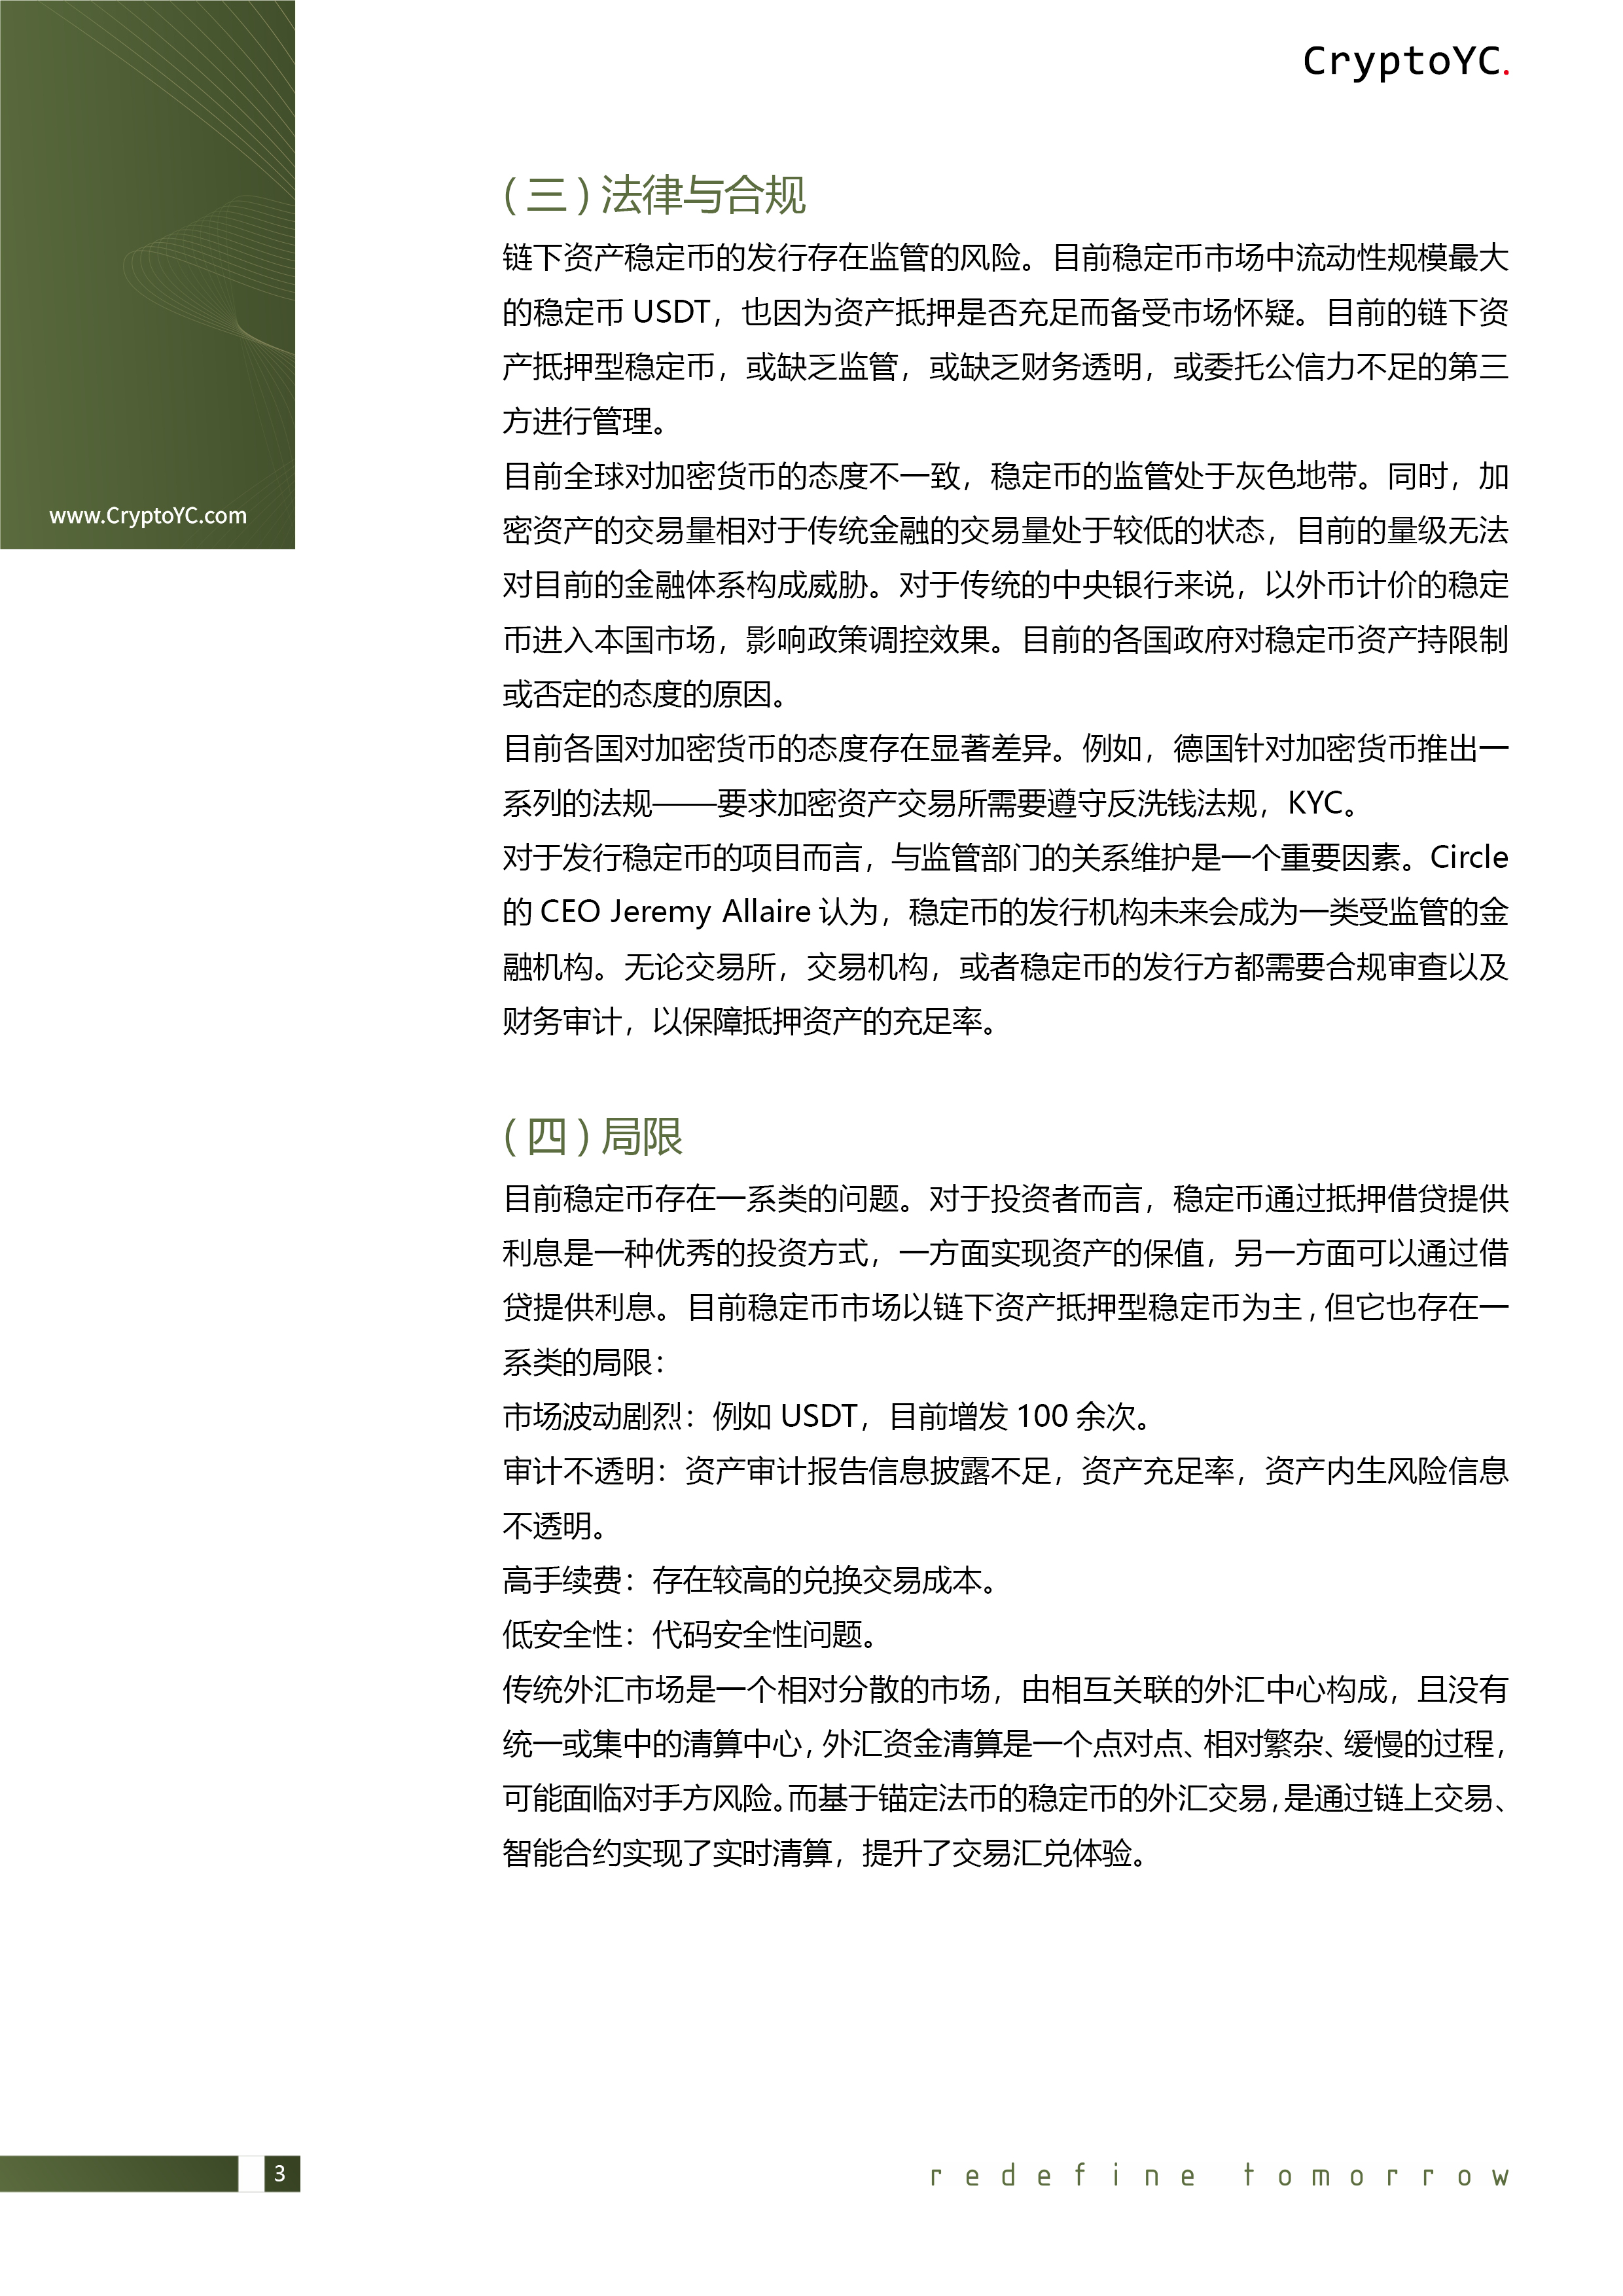 CryptoYC.
www.CryptoYC.com
（三）法律与合规
链下资产稳定币的发行存在监管的风险。目前稳定币市场中流动性规模最大
的稳定币 USDT，也因为资产抵押是否充足而备受市场怀疑。目前的链下资
产抵押型稳定币，或缺乏监管，或缺乏财务透明，或委托公信力不足的第三
方进行管理。
目前全球对加密货币的态度不一致，稳定币的监管处于灰色地带。同时，加
密资产的交易量相对于传统金融的交易量处于较低的状态，目前的量级无法
对目前的金融体系构成威胁。对于传统的中央银行来说，以外币计价的稳定
币进入本国市场，影响政策调控效果。目前的各国政府对稳定币资产持限制
或否定的态度的原因。
目前各国对加密货币的态度存在显著差异。例如，德国针对加密货币推出一
系列的法规——要求加密资产交易所需要遵守反洗钱法规，KYC。
对于发行稳定币的项目而言，与监管部门的关系维护是一个重要因素。Circle
的 CEO Jeremy Allaire 认为，稳定币的发行机构未来会成为一类受监管的金
融机构。无论交易所，交易机构，或者稳定币的发行方都需要合规审查以及
财务审计，以保障抵押资产的充足率。
（四）局限
目前稳定币存在一系类的问题。对于投资者而言，稳定币通过抵押借贷提供
利息是一种优秀的投资方式，一方面实现资产的保值，另一方面可以通过借
贷提供利息。目前稳定币市场以链下资产抵押型稳定币为主，但它也存在一
系类的局限：
市场波动剧烈：例如 USDT，目前增发 100 余次。
审计不透明：资产审计报告信息披露不足，资产充足率，资产内生风险信息
不透明。
高手续费：存在较高的兑换交易成本。
低安全性：代码安全性问题。
传统外汇市场是一个相对分散的市场，由相互关联的外汇中心构成，且没有
统一或集中的清算中心，外汇资金清算是一个点对点、相对繁杂、缓慢的过程，
可能面临对手方风险。而基于锚定法币的稳定币的外汇交易，是通过链上交易、
智能合约实现了实时清算，提升了交易汇兑体验。
3
redefine tomorrow